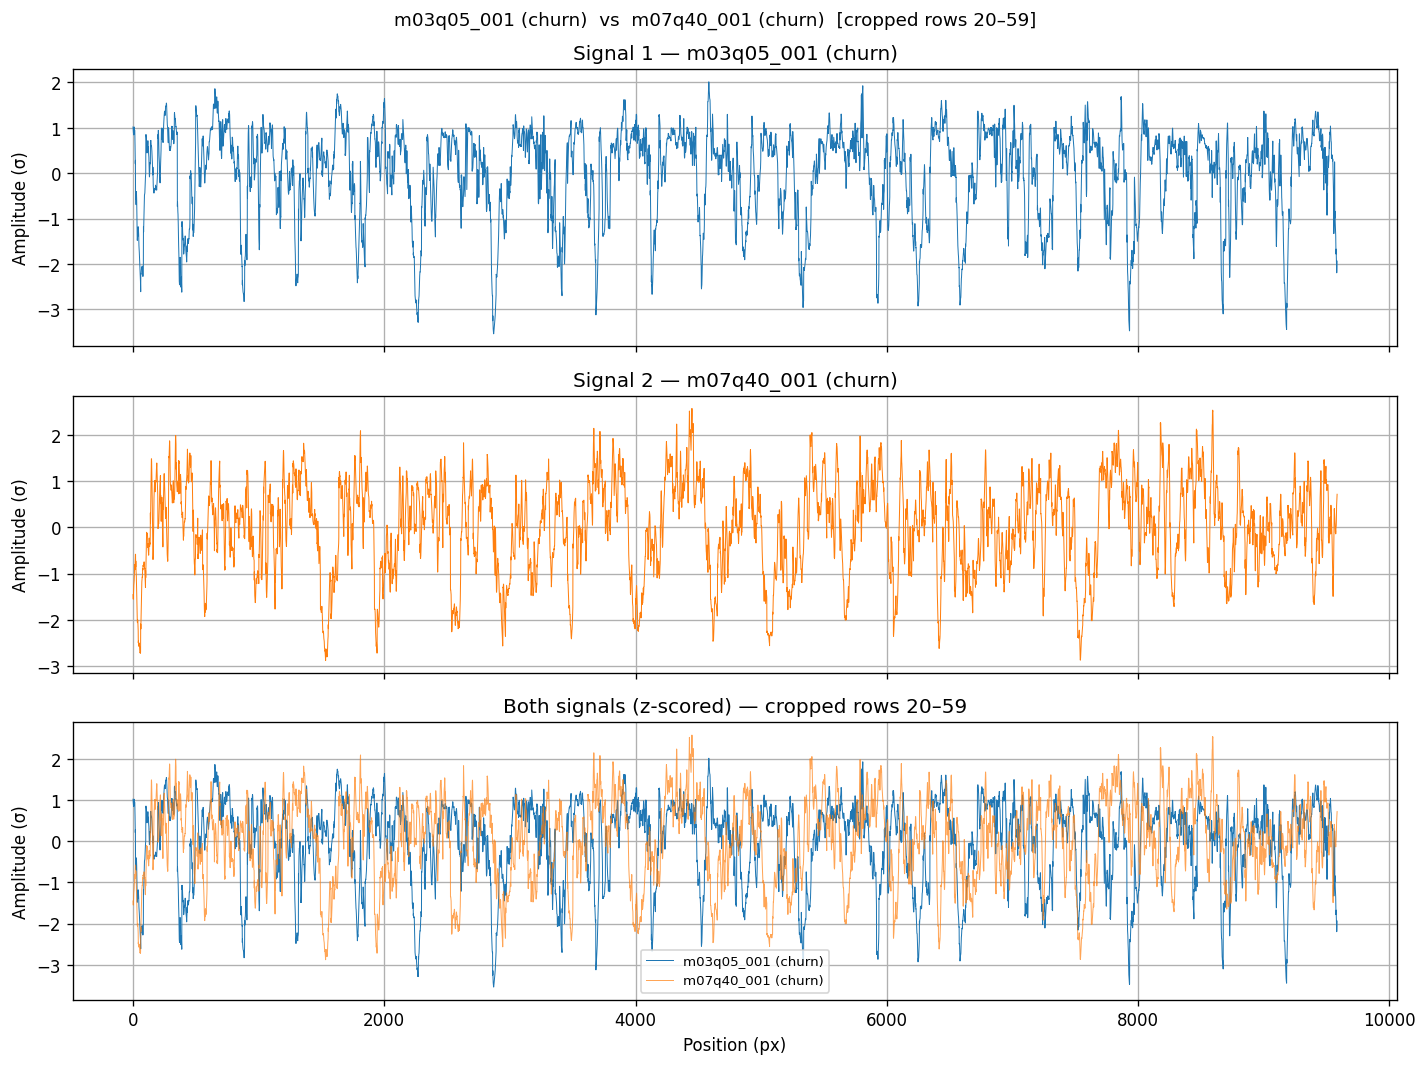 m03q05_001 (churn)  vs  m07q40_001 (churn)  [cropped rows 20–59]
Signal 1 — m03q05_001 (churn)
2
1
0
−1
−2
−3
Amplitude (σ)
Signal 2 — m07q40_001 (churn)
2
1
0
−1
−2
−3
Amplitude (σ)
Both signals (z-scored) — cropped rows 20–59
2
1
0
−1
−2
−3
Amplitude (σ)
m03q05_001 (churn)
m07q40_001 (churn)
0 2000 4000 6000 8000 10000
Position (px)